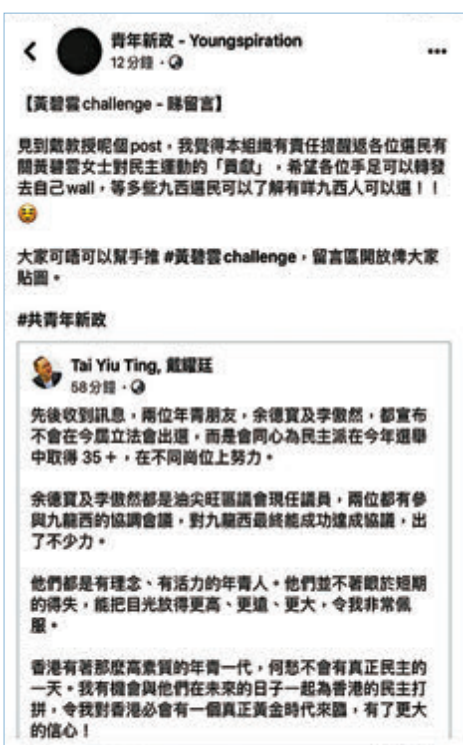 青年新政 - Youngspiration
12分鐘 ·
【黃碧雲challenge - 睇留言】
見到戴教授呢個post，我覺得本組織有責任提醒返各位選民有
關黃碧雲女士對民主運動的「貢獻」，希望各位手足可以轉發
去自己wall，等多些九西選民可以了解有咩九西人可以選！！
大家可唔可以幫手推 #黃碧雲challenge，留言區開放俾大家
貼圖。
#共青年新政
Tai Yiu Ting, 戴耀廷
58分鐘 ·
先後收到訊息，兩位年青朋友，余德寶及李傲然，都宣布
不會在今屆立法會出選，而是會同心為民主派在今年選舉
中取得 35＋，在不同崗位上努力。
余德寶及李傲然都是油尖旺區議會現任議員，兩位都有參
與九龍西的協調會議，對九龍西最終能成功達成協議，出
了不少力。
他們都是有理念、有活力的年青人。他們並不著眼於短期
的得失，能把目光放得更高、更遠、更大，令我非常佩
服。
香港有著那麼高素質的年青一代，何愁不會有真正民主的
一天。我有機會與他們在未來的日子一起為香港的民主打
拼，令我對香港必會有一個真正黃金時代來臨，有了更大
的信心！